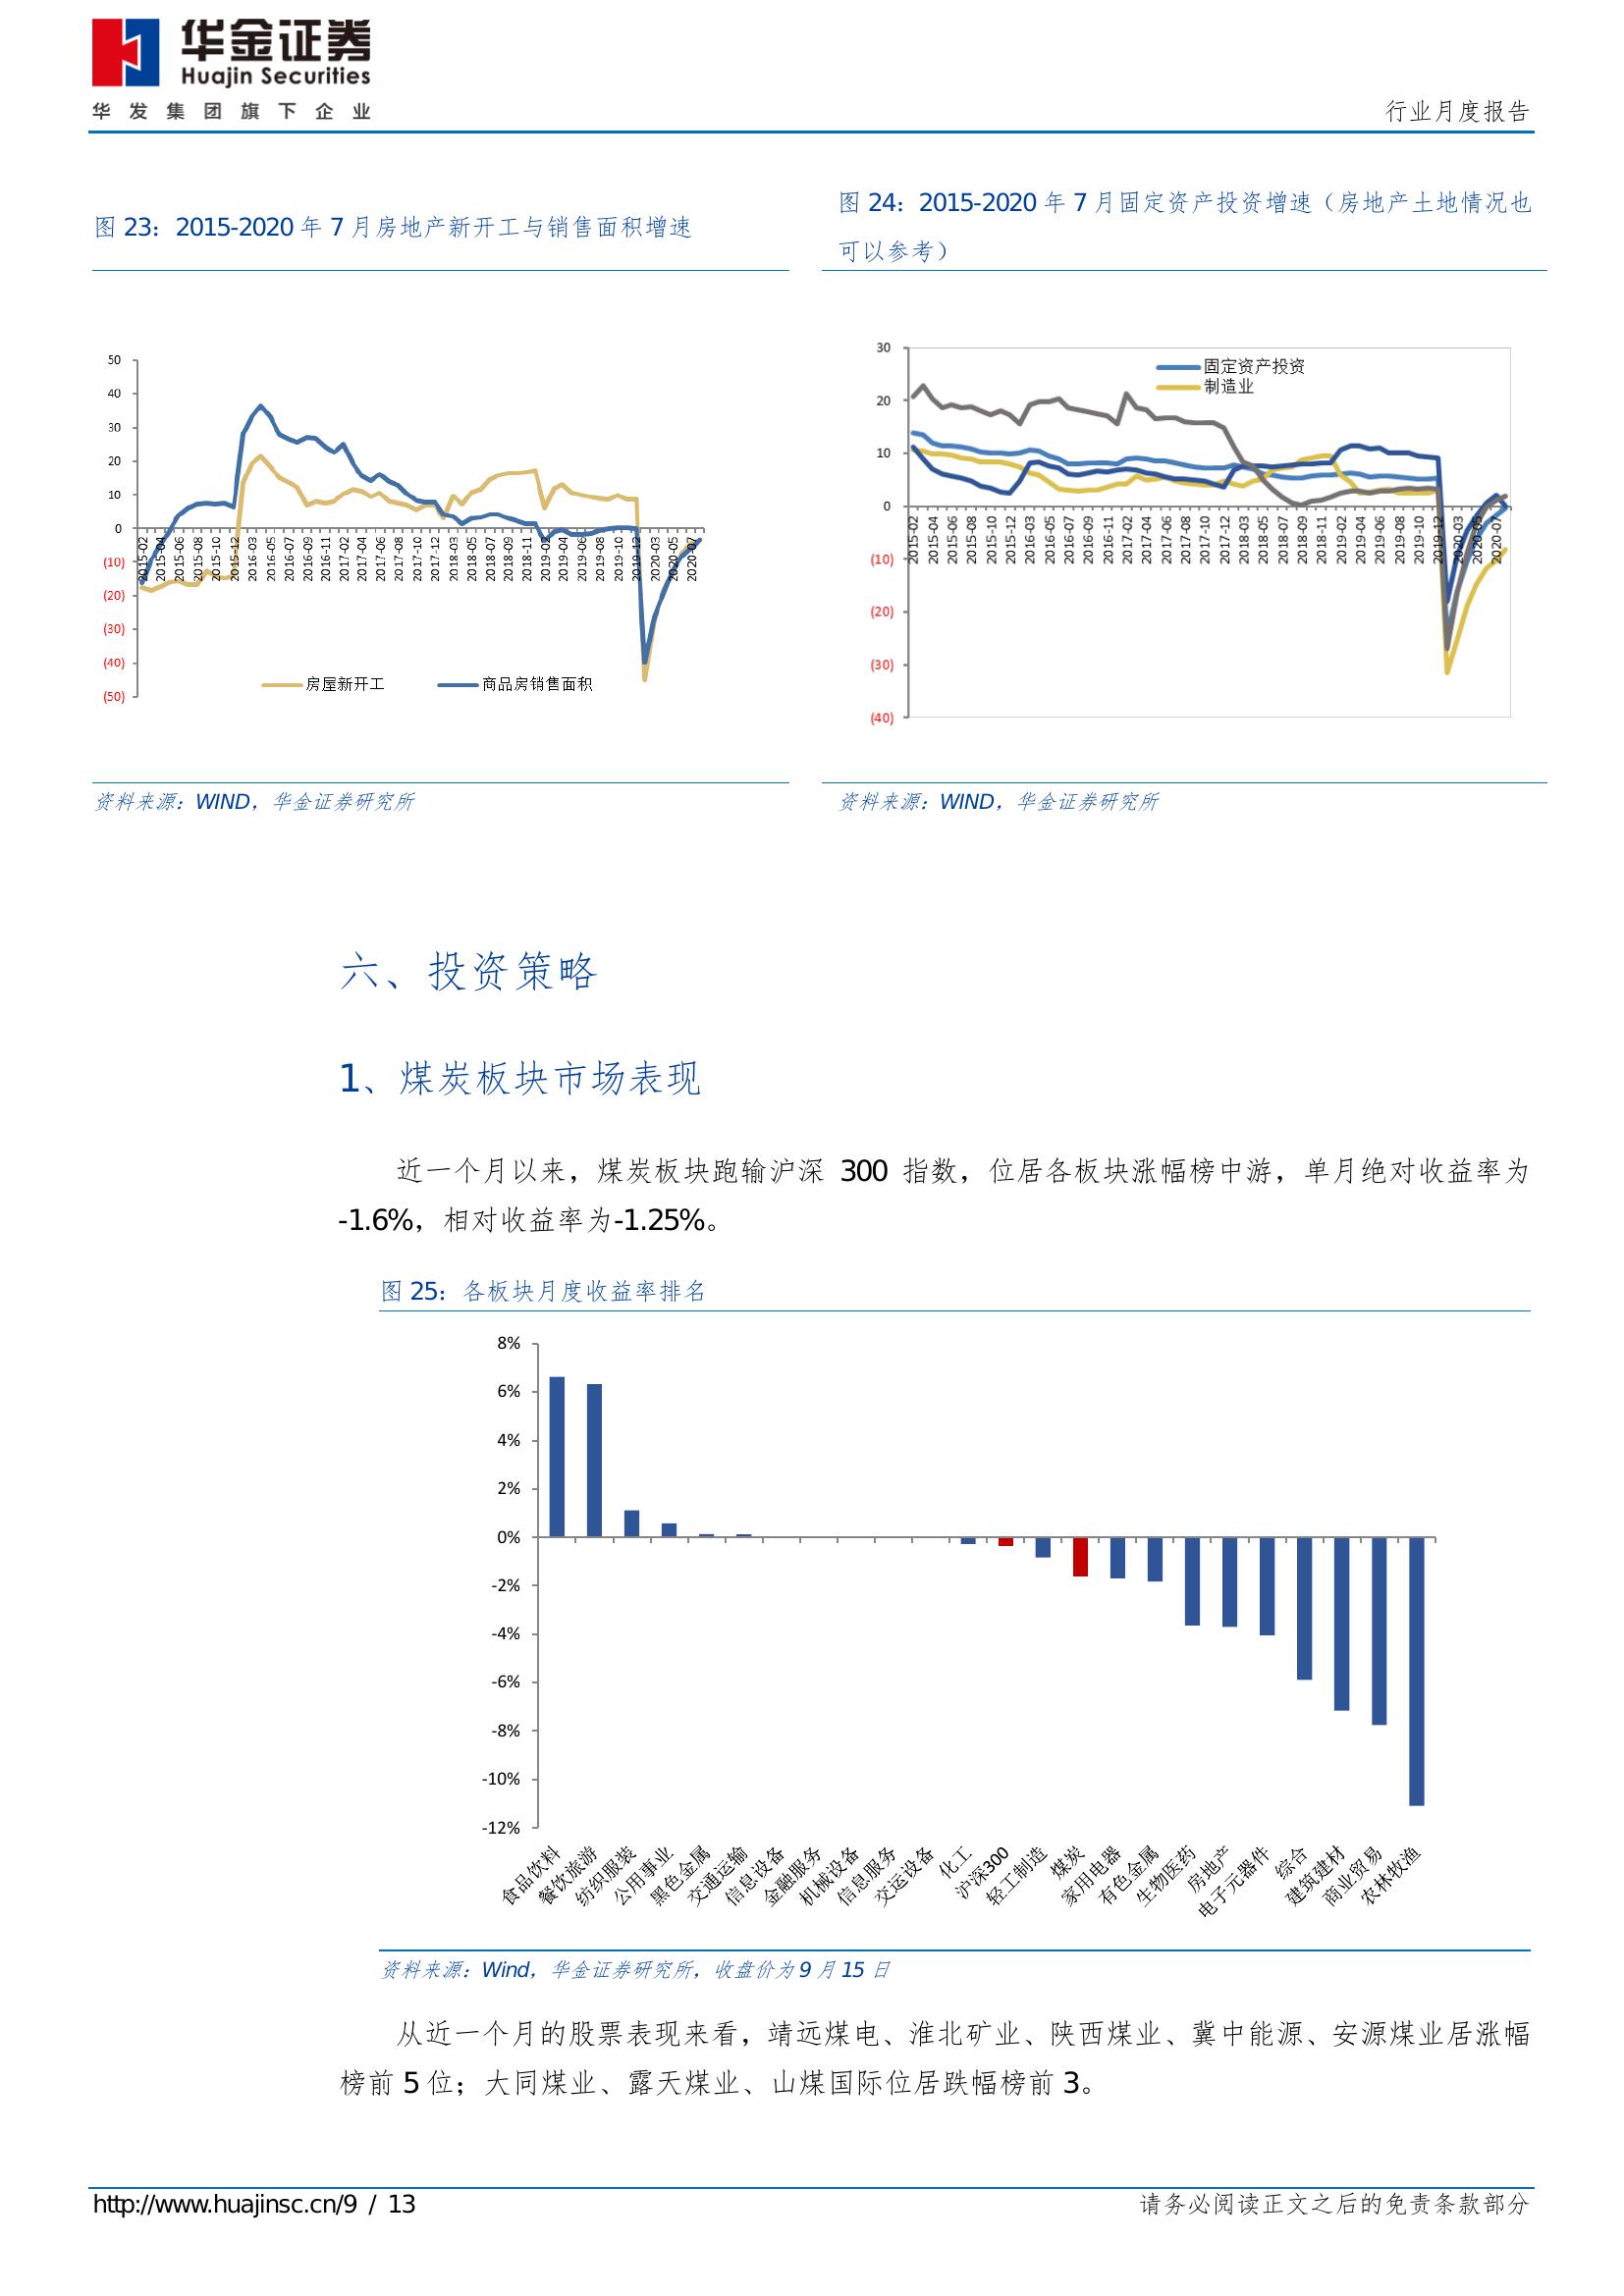 华金证券
Huajin Securities
华发集团旗下企业
行业月度报告
图 23：2015-2020 年 7 月房地产新开工与销售面积增速
图 24：2015-2020 年 7 月固定资产投资增速（房地产土地情况也
可以参考）
50
40
30
20
10
0
(10)
(20)
(30)
(40)
(50)
2015-02
2015-04
2015-06
2015-08
2015-10
2015-12
2016-03
2016-05
2016-07
2016-09
2016-11
2017-02
2017-04
2017-06
2017-08
2017-10
2017-12
2018-03
2018-05
2018-07
2018-09
2018-11
2019-02
2019-04
2019-06
2019-08
2019-10
2019-12
2020-03
2020-05
2020-07
房屋新开工
商品房销售面积
30
20
10
0
(10)
(20)
(30)
(40)
固定资产投资
制造业
2015-02
2015-04
2015-06
2015-08
2015-10
2015-12
2016-03
2016-05
2016-07
2016-09
2016-11
2017-02
2017-04
2017-06
2017-08
2017-10
2017-12
2018-03
2018-05
2018-07
2018-09
2018-11
2019-02
2019-04
2019-06
2019-08
2019-10
2019-12
2020-03
2020-05
2020-07
资料来源：WIND，华金证券研究所
资料来源：WIND，华金证券研究所
六、投资策略
1、煤炭板块市场表现
近一个月以来，煤炭板块跑输沪深 300 指数，位居各板块涨幅榜中游，单月绝对收益率为
-1.6%，相对收益率为-1.25%。
图 25：各板块月度收益率排名
8%
6%
4%
2%
0%
-2%
-4%
-6%
-8%
-10%
-12%
食品饮料
餐饮旅游
纺织服装
公用事业
黑色金属
交通运输
信息设备
金融服务
机械设备
信息服务
交运设备
化工
沪深300
轻工制造
煤炭
家用电器
有色金属
生物医药
房地产
电子元器件
综合
建筑建材
商业贸易
农林牧渔
资料来源：Wind，华金证券研究所，收盘价为 9 月 15 日
从近一个月的股票表现来看，靖远煤电、淮北矿业、陕西煤业、冀中能源、安源煤业居涨幅
榜前 5 位；大同煤业、露天煤业、山煤国际位居跌幅榜前 3。
http://www.huajinsc.cn/9 / 13
请务必阅读正文之后的免责条款部分